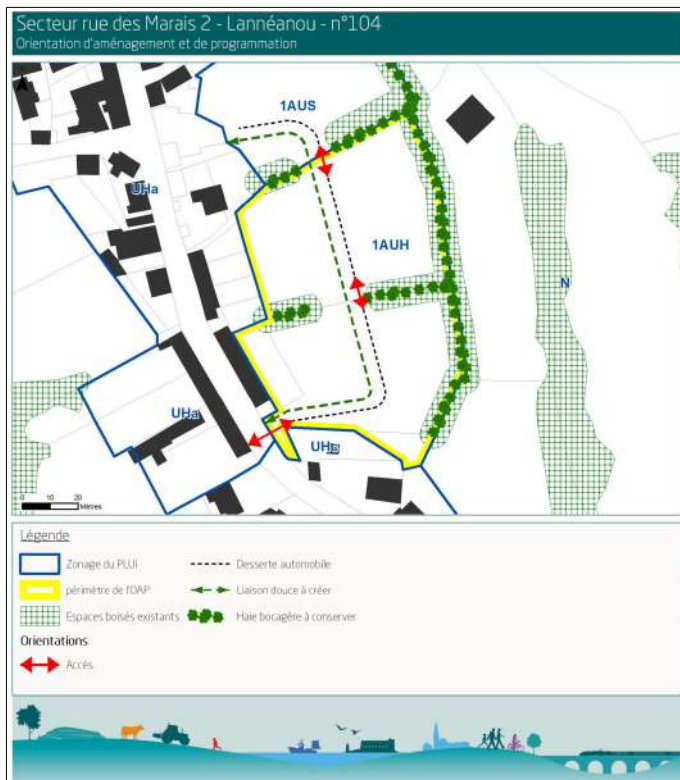 Secteur rue des Marais 2 - Lannéanou - n°104
Orientation d'aménagement et de programmation
1AUS
UHa
1AUH
N
UHa
0 10 20
Mètres
Légende
Zonage du PLUi
Desserte automobile
périmètre de l'OAP
Liaison douce à créer
Espaces boisés existants
Haie bocagère à conserver
Orientations
Accès